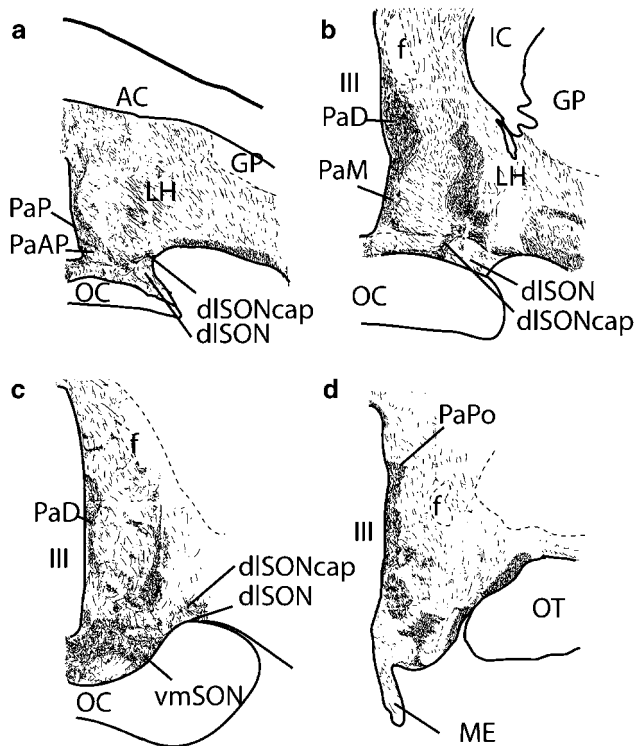 a
AC
GP
LH
PaP
PaAP
OC
dlSONcap
dlSON
b
f
IC
III
GP
PaD
PaM
LH
OC
dlSON
dlSONcap
c
f
PaD
III
dlSONcap
dlSON
OC
vmSON
d
PaPo
III
f
OT
ME